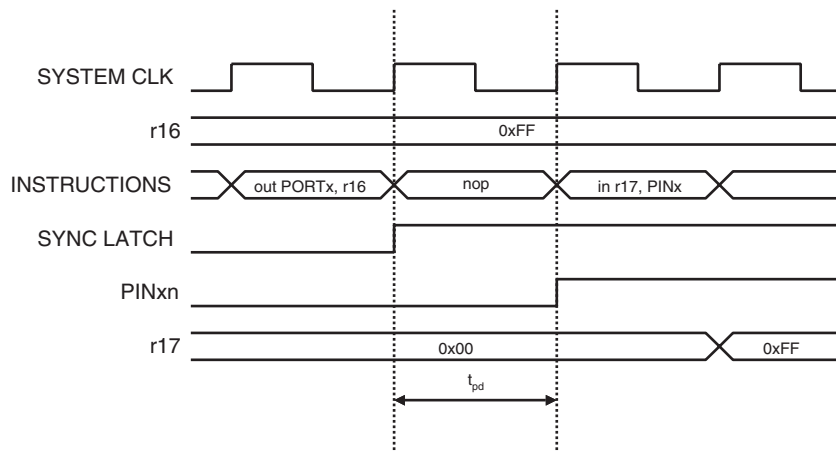 SYSTEM CLK
r16
0xFF
INSTRUCTIONS
out PORTx, r16
nop
in r17, PINx
SYNC LATCH
PINxn
r17
0x00
0xFF
tpd